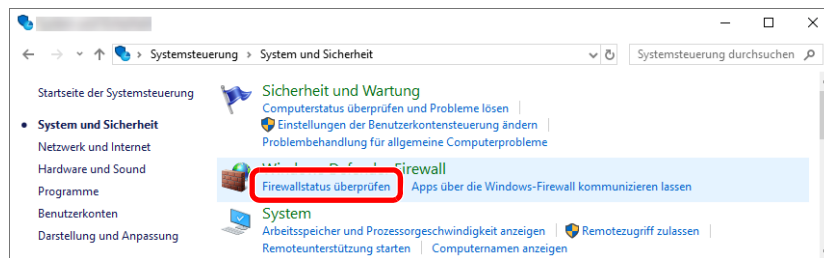 Systemsteuerung › System und Sicherheit
Systemsteuerung durchsuchen
Startseite der Systemsteuerung
System und Sicherheit
Netzwerk und Internet
Hardware und Sound
Programme
Benutzerkonten
Darstellung und Anpassung
Sicherheit und Wartung
Computerstatus überprüfen und Probleme lösen
Einstellungen der Benutzerkontensteuerung ändern
Problembehandlung für allgemeine Computerprobleme
Windows Defender Firewall
Firewallstatus überprüfen Apps über die Windows-Firewall kommunizieren lassen
System
Arbeitsspeicher und Prozessorgeschwindigkeit anzeigen Remotezugriff zulassen
Remoteunterstützung starten Computernamen anzeigen